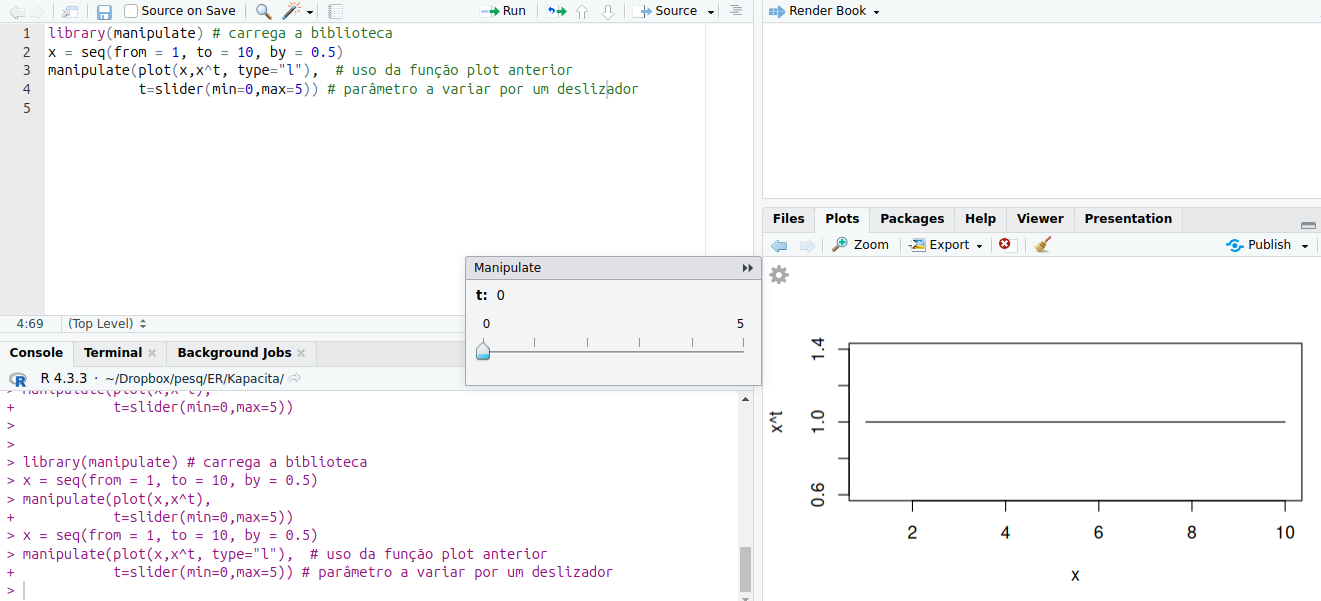 Source on Save
Run
Source
1 library(manipulate) # carrega a biblioteca
2 x = seq(from = 1, to = 10, by = 0.5)
3 manipulate(plot(x,x^t, type="l"),  # uso da função plot anterior
4            t=slider(min=0,max=5)) # parâmetro a variar por um deslizador
5
4:69 (Top Level)
Console Terminal Background Jobs
R 4.3.3 · ~/Dropbox/pesq/ER/Kapacita/
> manipulate(plot(x,x^t),
+            t=slider(min=0,max=5))
>
>
> library(manipulate) # carrega a biblioteca
> x = seq(from = 1, to = 10, by = 0.5)
> manipulate(plot(x,x^t),
+            t=slider(min=0,max=5))
> x = seq(from = 1, to = 10, by = 0.5)
> manipulate(plot(x,x^t, type="l"),  # uso da função plot anterior
+            t=slider(min=0,max=5)) # parâmetro a variar por um deslizador
>
Manipulate
t: 0
0 5
Render Book
Files Plots Packages Help Viewer Presentation
Zoom Export Publish
x^t
1.4
1.0
0.6
2 4 6 8 10
x